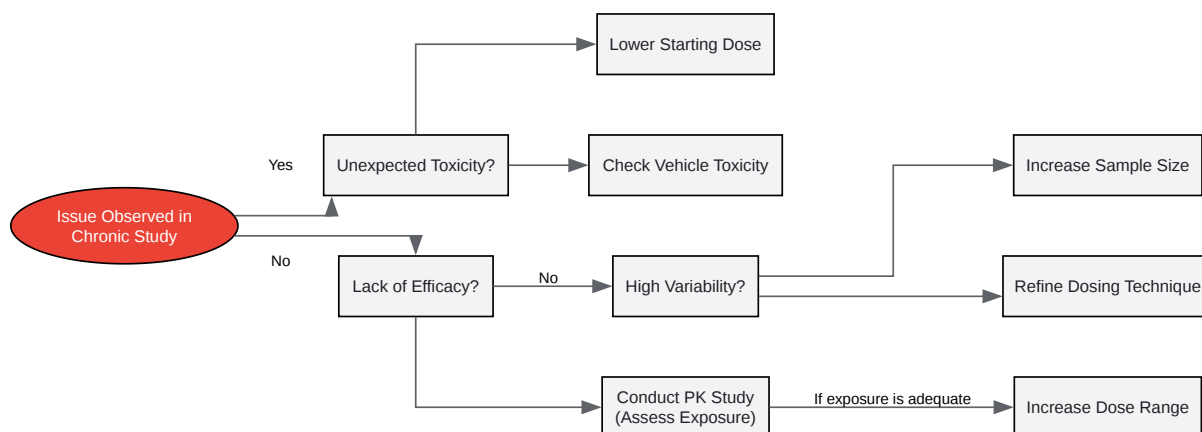 Lower Starting Dose
Yes
Unexpected Toxicity?
Check Vehicle Toxicity
Increase Sample Size
Issue Observed in
Chronic Study
No
Lack of Efficacy?
No
High Variability?
Refine Dosing Technique
Conduct PK Study
(Assess Exposure)
If exposure is adequate
Increase Dose Range